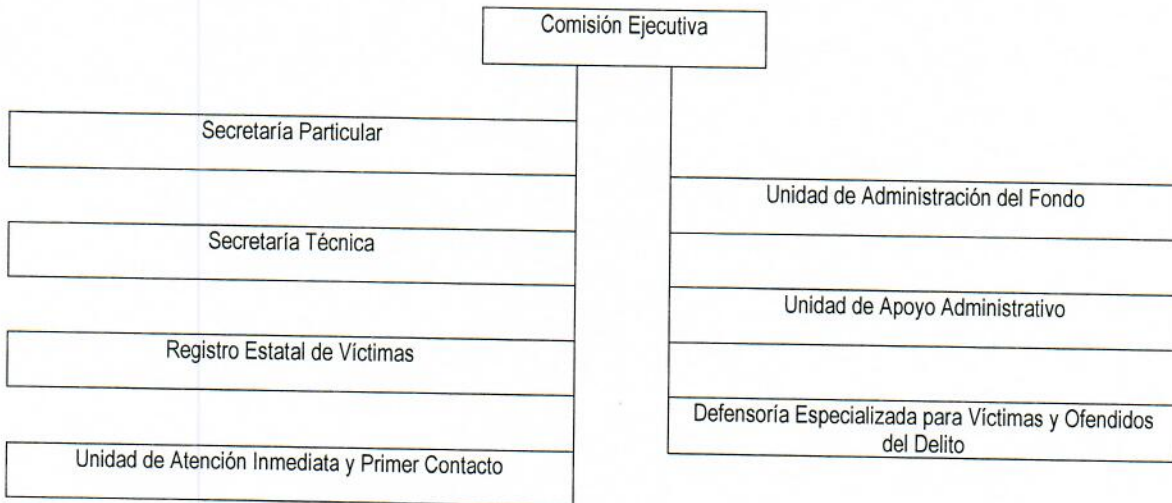 Comisión Ejecutiva
Secretaría Particular
Secretaría Técnica
Registro Estatal de Víctimas
Unidad de Atención Inmediata y Primer Contacto
Unidad de Administración del Fondo
Unidad de Apoyo Administrativo
Defensoría Especializada para Víctimas y Ofendidos
del Delito